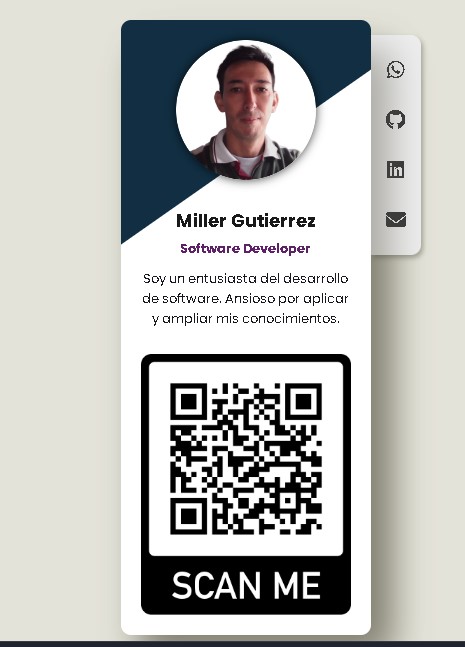 Miller Gutierrez
Software Developer
Soy un entusiasta del desarrollo
de software. Ansioso por aplicar
y ampliar mis conocimientos.
SCAN ME